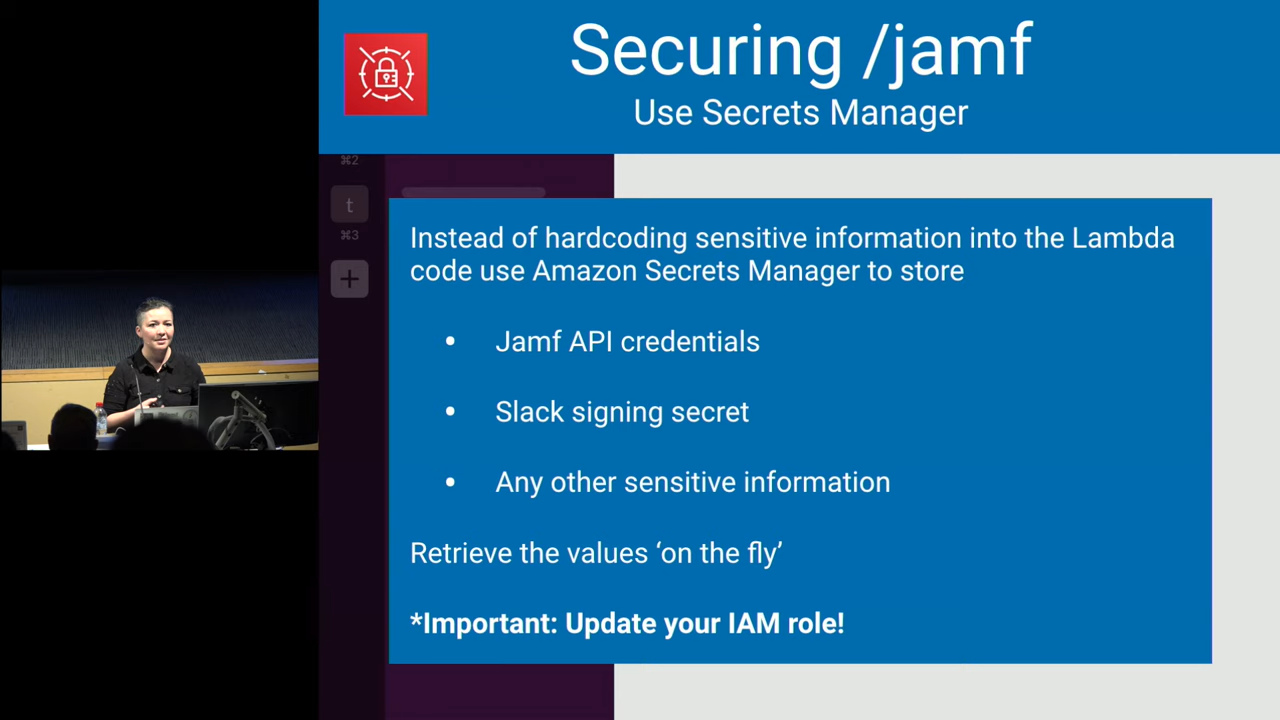 Securing /jamf
Use Secrets Manager
⌘2
t
⌘3
+
Instead of hardcoding sensitive information into the Lambda
code use Amazon Secrets Manager to store
• Jamf API credentials
• Slack signing secret
• Any other sensitive information
Retrieve the values ‘on the fly’
*Important: Update your IAM role!